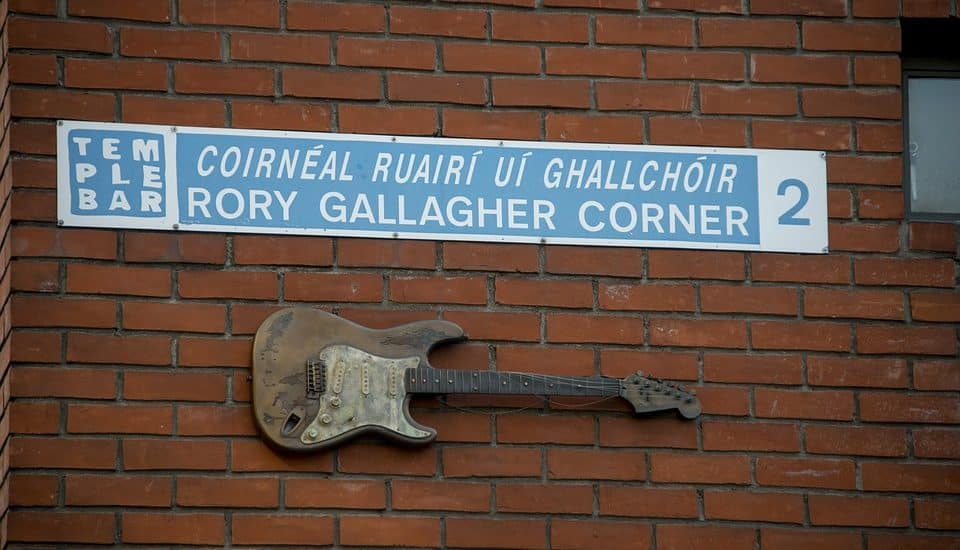 TEM
PLE
BAR
COIRNÉAL RUAIRÍ UÍ GHALLCHÓIR
RORY GALLAGHER CORNER
2